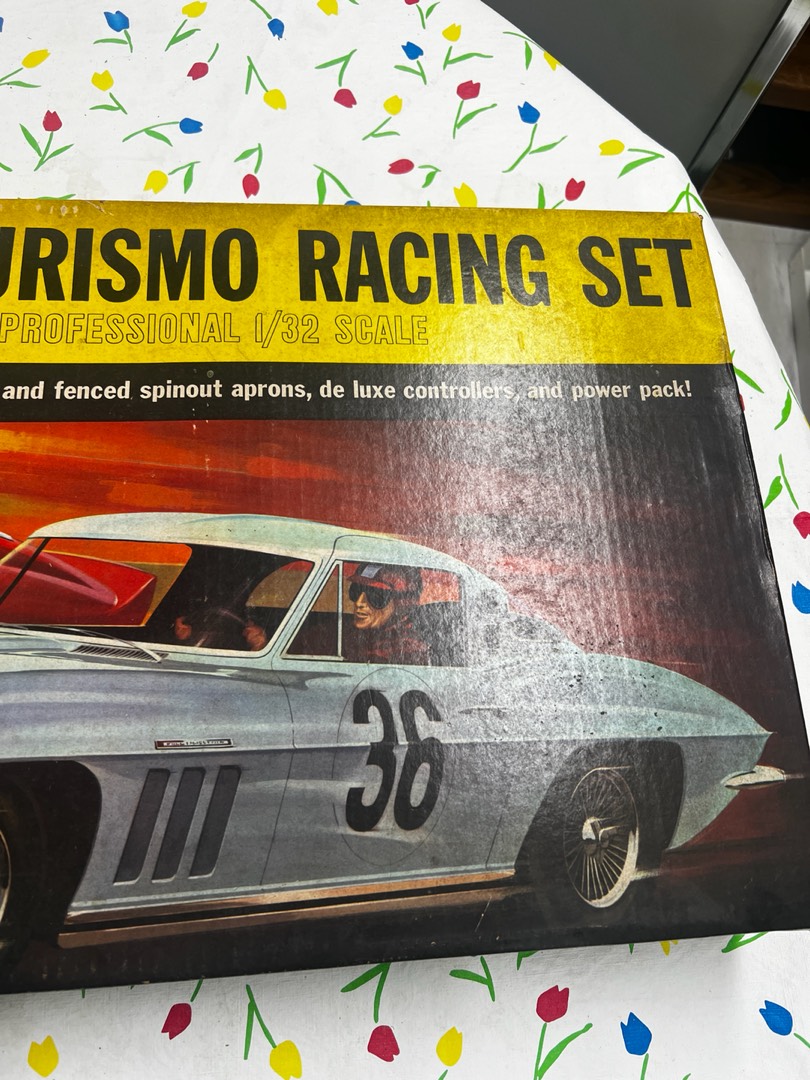 URISMO RACING SET
PROFESSIONAL 1/32 SCALE
and fenced spinout aprons, de luxe controllers, and power pack!
36